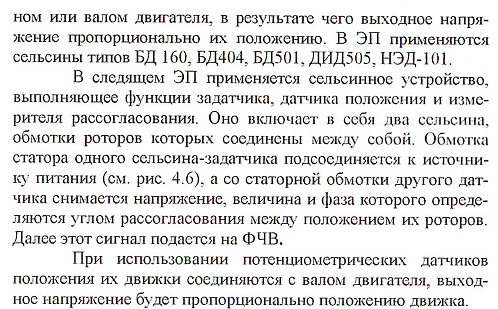 ном или валом двигателя, в результате чего выходное напря-
жение пропорционально их положению. В ЭП применяются
сельсины типов БД 160, БД404, БД501, ДИД505, НЭД-101.
В следящем ЭП применяется сельсинное устройство,
выполняющее функции задатчика, датчика положения и изме-
рителя рассогласования. Оно включает в себя два сельсина,
обмотки роторов которых соединены между собой. Обмотка
статора одного сельсина-задатчика подсоединяется к источни-
ку питания (см. рис. 4.6), а со статорной обмотки другого дат-
чика снимается напряжение, величина и фаза которого опреде-
ляются углом рассогласования между положением их роторов.
Далее этот сигнал подается на ФЧВ.
При использовании потенциометрических датчиков
положения их движки соединяются с валом двигателя, выход-
ное напряжение будет пропорционально положению движка.